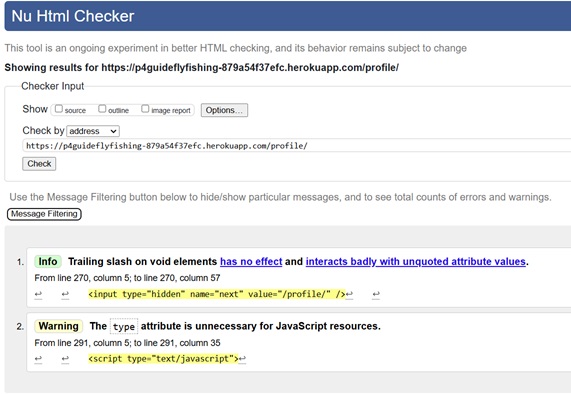 Nu Html Checker
This tool is an ongoing experiment in better HTML checking, and its behavior remains subject to change
Showing results for https://p4guideflyfishing-879a54f37efc.herokuapp.com/profile/
Checker Input
Show source outline image report Options...
Check by address
https://p4guideflyfishing-879a54f37efc.herokuapp.com/profile/
Check
Use the Message Filtering button below to hide/show particular messages, and to see total counts of errors and warnings.
Message Filtering
1. Info Trailing slash on void elements has no effect and interacts badly with unquoted attribute values.
From line 270, column 5; to line 270, column 57
↩ ↩ <input type="hidden" name="next" value="/profile/" />↩ ↩
2. Warning The type attribute is unnecessary for JavaScript resources.
From line 291, column 5; to line 291, column 35
↩ ↩ <script type="text/javascript">↩